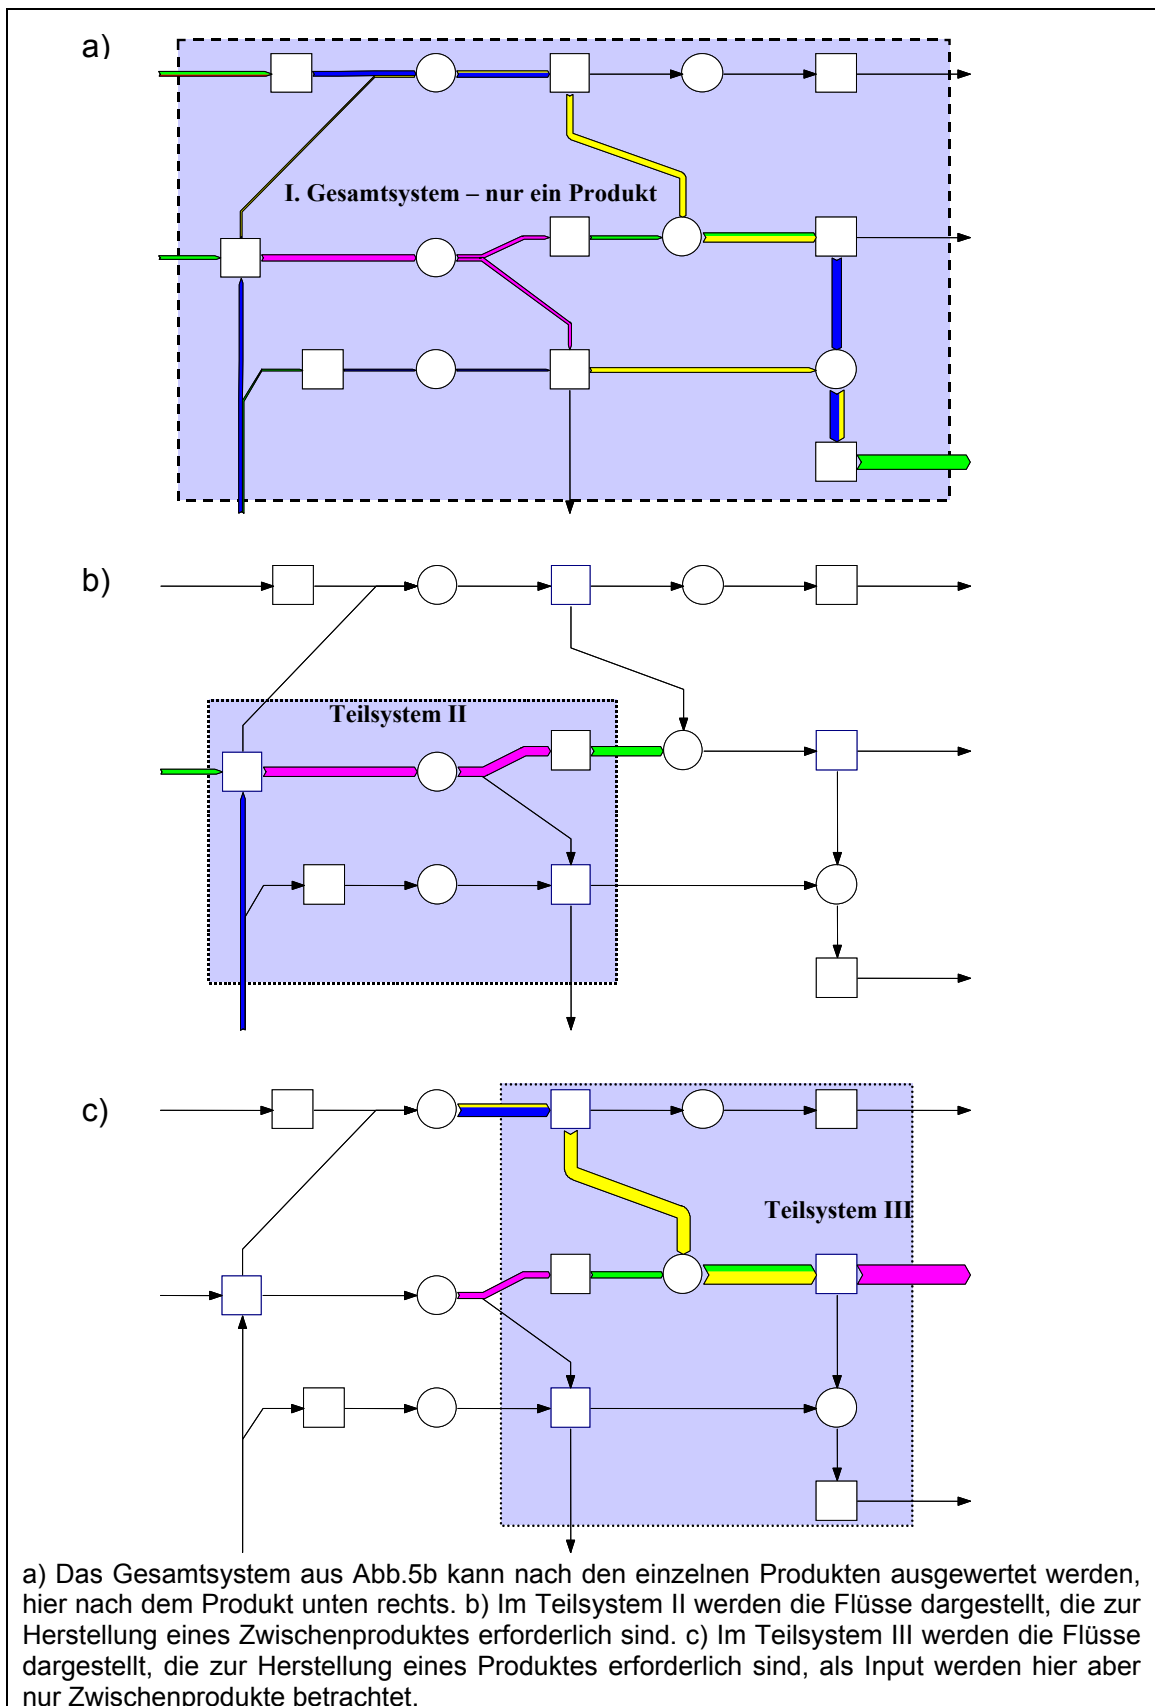 a)
I. Gesamtsystem – nur ein Produkt
b)
Teilsystem II
c)
Teilsystem III
a) Das Gesamtsystem aus Abb.5b kann nach den einzelnen Produkten ausgewertet werden,
hier nach dem Produkt unten rechts. b) Im Teilsystem II werden die Flüsse dargestellt, die zur
Herstellung eines Zwischenproduktes erforderlich sind. c) Im Teilsystem III werden die Flüsse
dargestellt, die zur Herstellung eines Produktes erforderlich sind, als Input werden hier aber
nur Zwischenprodukte betrachtet.